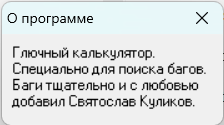 О программе
Глючный калькулятор.
Специально для поиска багов.
Баги тщательно и с любовью
добавил Святослав Куликов.